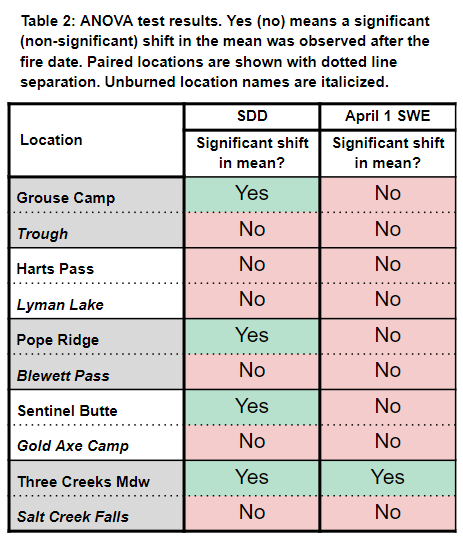 Table 2: ANOVA test results. Yes (no) means a significant
(non-significant) shift in the mean was observed after the
fire date. Paired locations are shown with dotted line
separation. Unburned location names are italicized.
Location SDD April 1 SWE
Significant shift in mean? Significant shift in mean?
Grouse Camp Yes No
Trough No No
Harts Pass No No
Lyman Lake No No
Pope Ridge Yes No
Blewett Pass No No
Sentinel Butte Yes No
Gold Axe Camp No No
Three Creeks Mdw Yes Yes
Salt Creek Falls No No